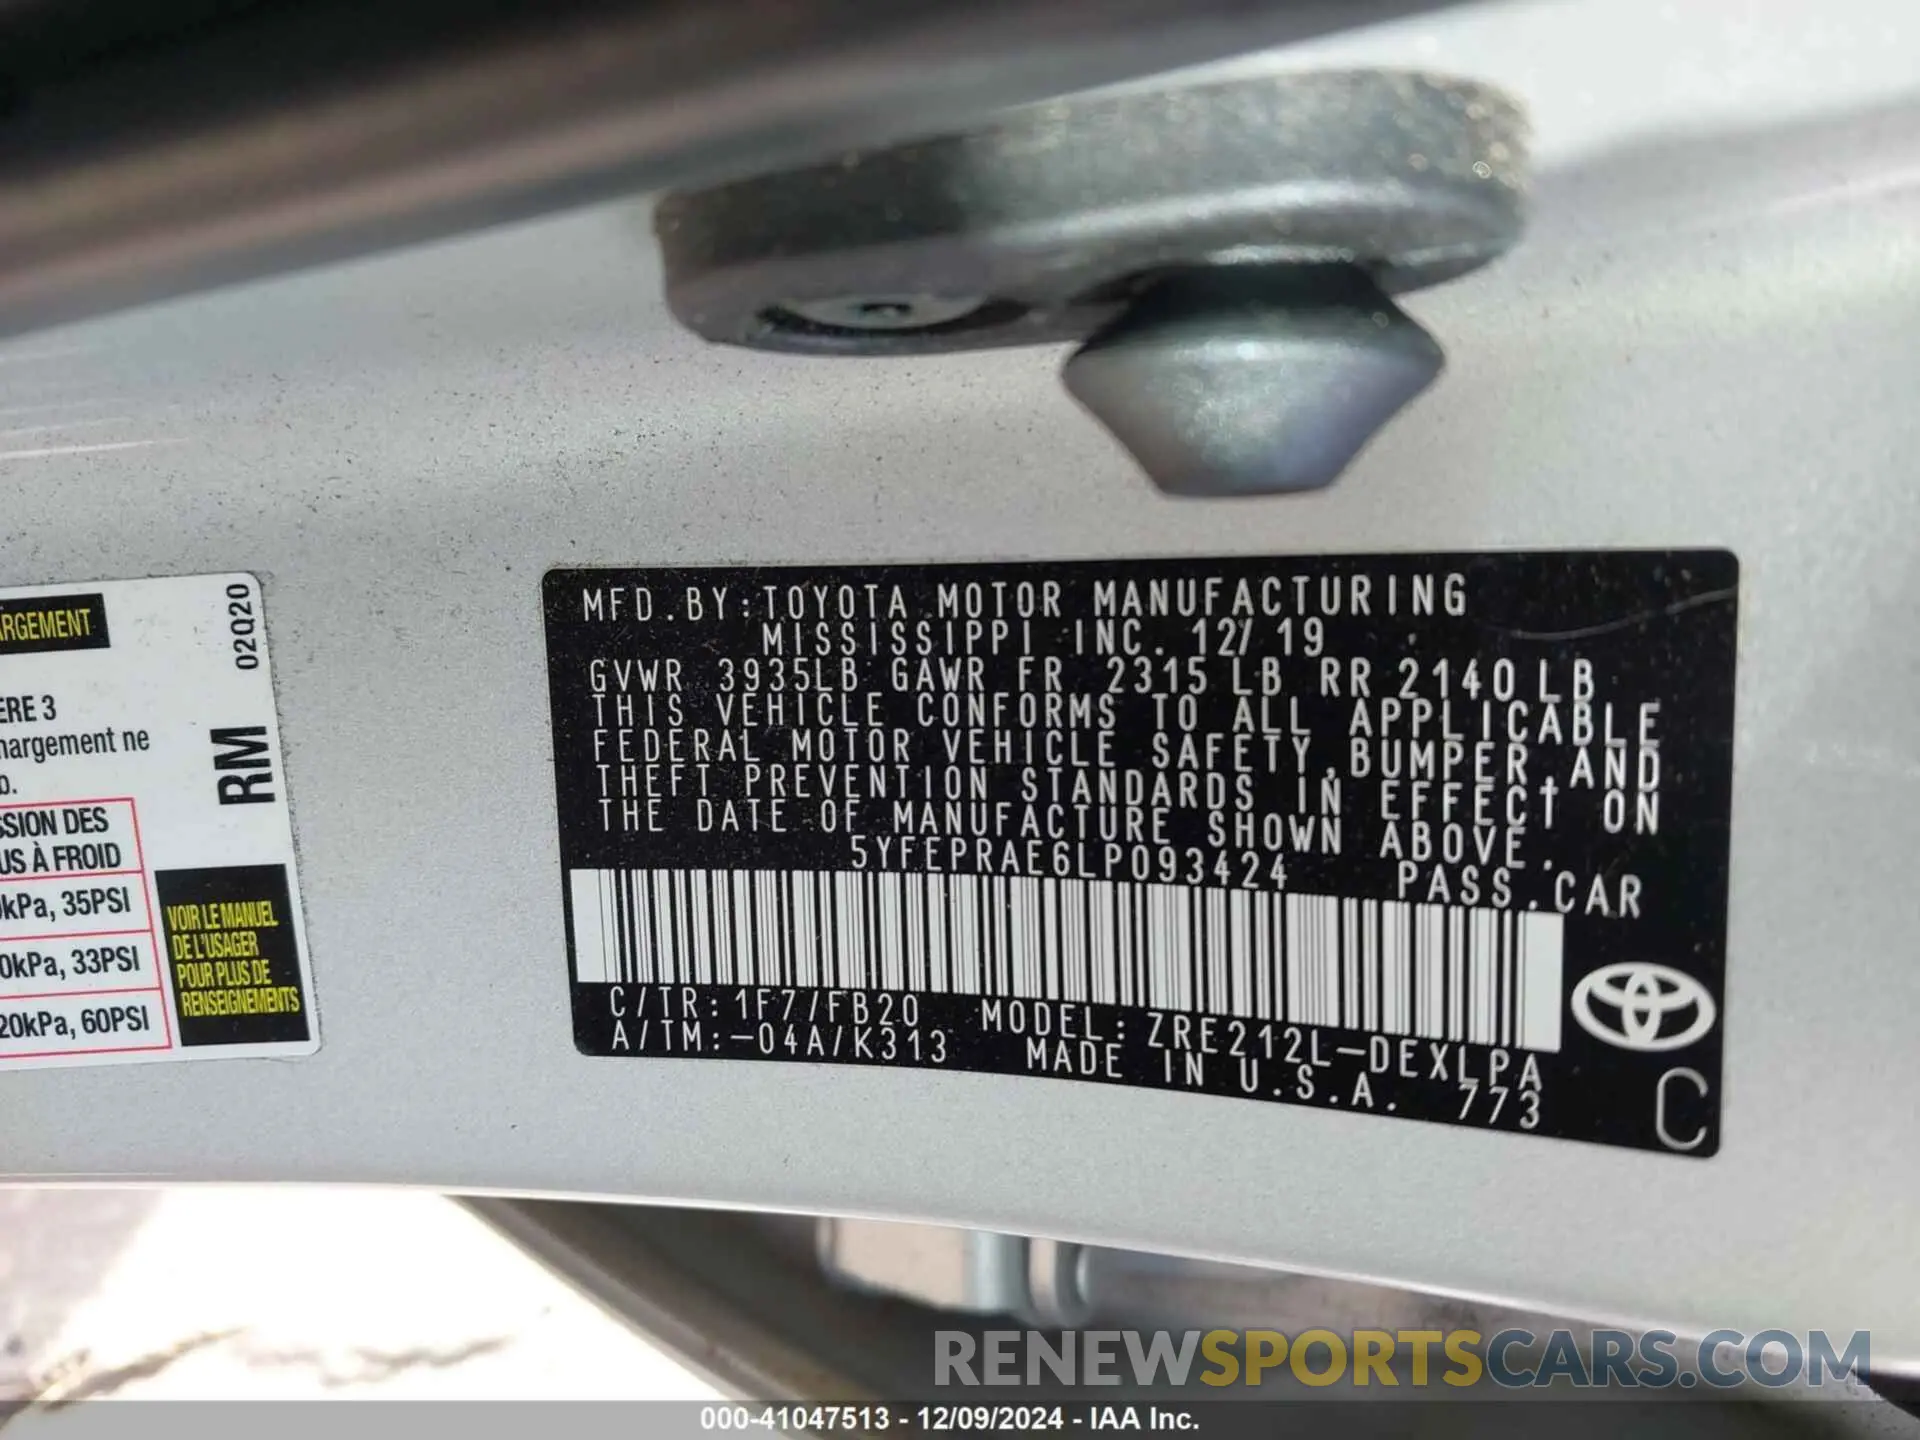 ARGEMENT
02Q20
ERE 3
hargement ne
RM
SSION DES
US À FROID
kPa, 35PSI
0kPa, 33PSI
20kPa, 60PSI
VOIR LE MANUEL
DE L'USAGER
POUR PLUS DE
RENSEIGNEMENTS
MFD. BY: TOYOTA MOTOR MANUFACTURING
MISSISSIPPI INC. 12/19
GVWR 3935LB GAWR FR 2315LB RR 2140LB
THIS VEHICLE CONFORMS TO ALL APPLICABLE
FEDERAL MOTOR VEHICLE SAFETY, BUMPER, AND
THEFT PREVENTION STANDARDS IN EFFECT ON
THE DATE OF MANUFACTURE SHOWN ABOVE.
5YFEPRAE6LP093424 PASS. CAR
C/TR: 1F7/FB20 MODEL: ZRE212L-DEXLPA
A/TM: -04A/K313 MADE IN U.S.A. 773
C
RENEWSPORTSCARS.COM
000-41047513 - 12/09/2024 - IAA Inc.